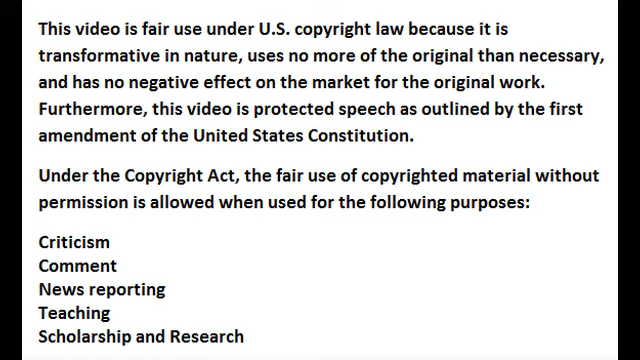 This video is fair use under U.S. copyright law because it is
transformative in nature, uses no more of the original than necessary,
and has no negative effect on the market for the original work.
Furthermore, this video is protected speech as outlined by the first
amendment of the United States Constitution.
Under the Copyright Act, the fair use of copyrighted material without
permission is allowed when used for the following purposes:
Criticism
Comment
News reporting
Teaching
Scholarship and Research